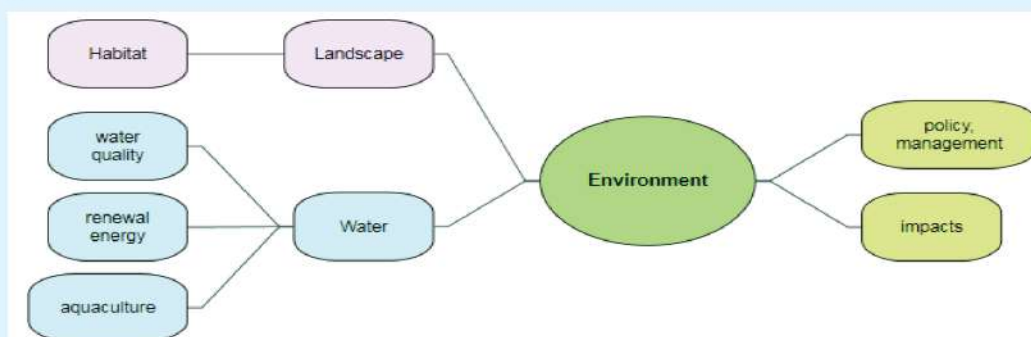 Habitat
Landscape
water
quality
renewal
energy
aquaculture
Water
Environment
policy,
management
impacts